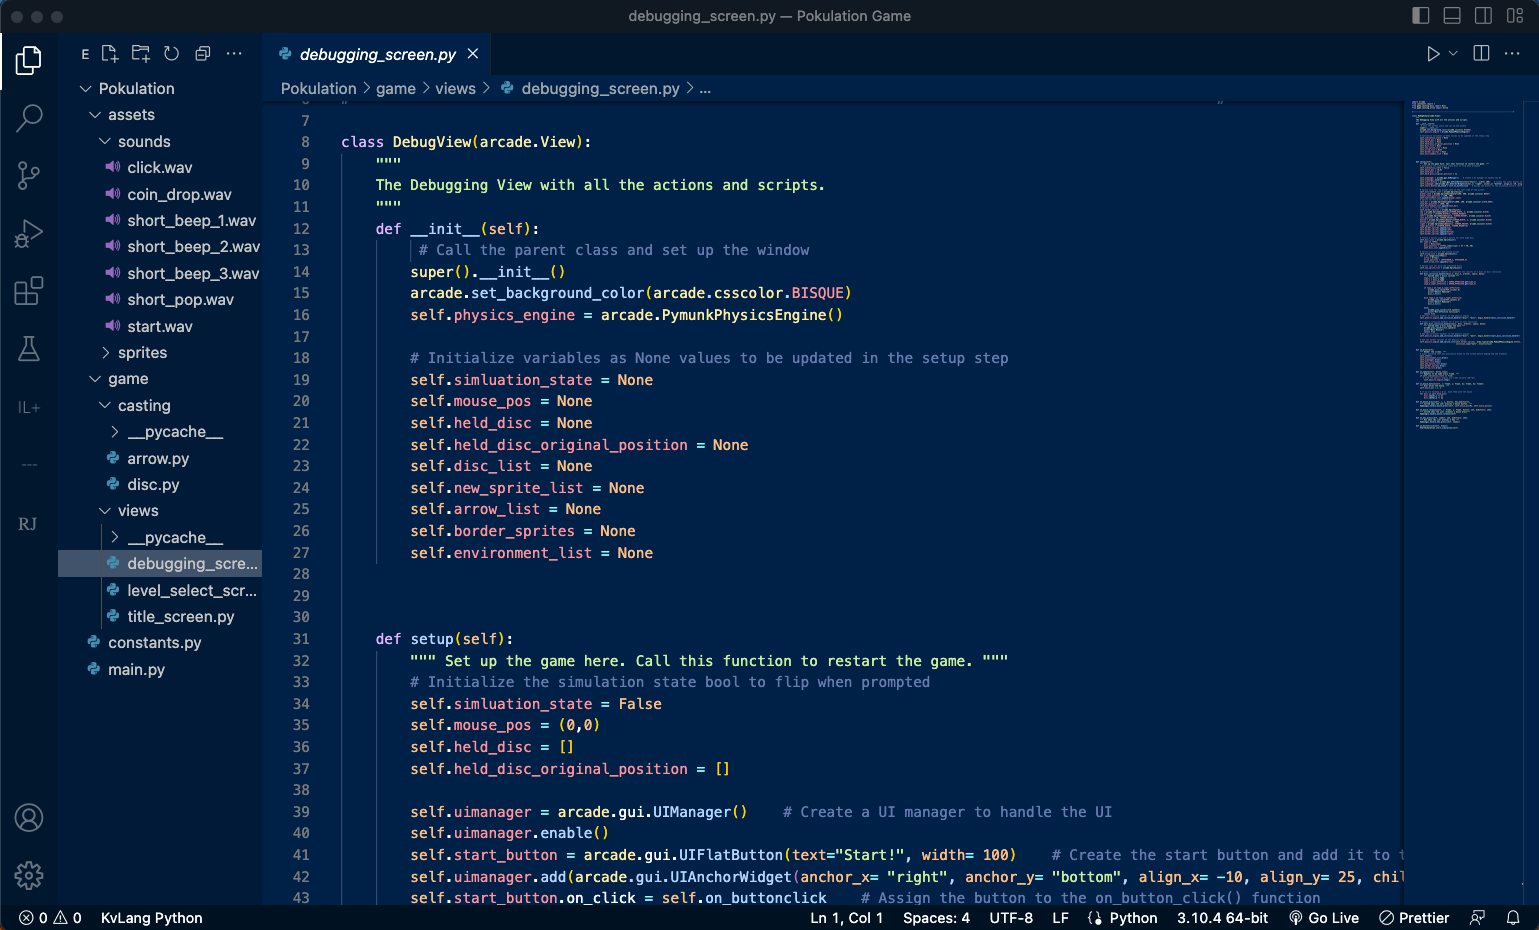 debugging_screen.py — Pokulation Game
E
debugging_screen.py
Pokulation > game > views > debugging_screen.py > ...
Pokulation
assets
sounds
click.wav
coin_drop.wav
short_beep_1.wav
short_beep_2.wav
short_beep_3.wav
short_pop.wav
start.wav
sprites
game
casting
__pycache__
arrow.py
disc.py
views
__pycache__
debugging_scre...
level_select_scr...
title_screen.py
constants.py
main.py
IL+
RJ
7
8 class DebugView(arcade.View):
9 """
10 The Debugging View with all the actions and scripts.
11 """
12 def __init__(self):
13 # Call the parent class and set up the window
14 super().__init__()
15 arcade.set_background_color(arcade.csscolor.BISQUE)
16 self.physics_engine = arcade.PymunkPhysicsEngine()
17
18 # Initialize variables as None values to be updated in the setup step
19 self.simluation_state = None
20 self.mouse_pos = None
21 self.held_disc = None
22 self.held_disc_original_position = None
23 self.disc_list = None
24 self.new_sprite_list = None
25 self.arrow_list = None
26 self.border_sprites = None
27 self.environment_list = None
28
29
30
31 def setup(self):
32 """ Set up the game here. Call this function to restart the game. """
33 # Initialize the simulation state bool to flip when prompted
34 self.simluation_state = False
35 self.mouse_pos = (0,0)
36 self.held_disc = []
37 self.held_disc_original_position = []
38
39 self.uimanager = arcade.gui.UIManager() # Create a UI manager to handle the UI
40 self.uimanager.enable()
41 self.start_button = arcade.gui.UIFlatButton(text="Start!", width= 100) # Create the start button and add it to t
42 self.uimanager.add(arcade.gui.UIAnchorWidget(anchor_x= "right", anchor_y= "bottom", align_x= -10, align_y= 25, chil
43 self.start_button.on_click = self.on_buttonclick # Assign the button to the on_button_click() function
0 0 KvLang Python Ln 1, Col 1 Spaces: 4 UTF-8 LF Python 3.10.4 64-bit Go Live Prettier